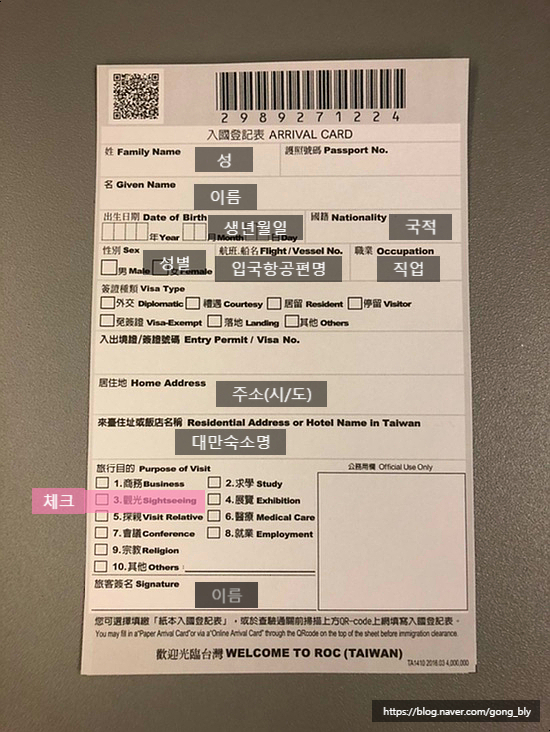 2989271224
入國登記表 ARRIVAL CARD
姓 Family Name 성 護照號碼 Passport No.
名 Given Name 이름
出生日期 Date of Birth 생년월일 國籍 Nationality 국적
年Year 月Month 日Day
性別 Sex 성별 航班.船名 Flight/Vessel No. 職業 Occupation
男 Male 女 Female 입국항공편명 직업
簽證種類 Visa Type
外交 Diplomatic 禮遇 Courtesy 居留 Resident 停留 Visitor
免簽證 Visa-Exempt 落地 Landing 其他 Others
入出境證/簽證號碼 Entry Permit / Visa No.
居住地 Home Address 주소(시/도)
來臺住址或飯店名稱 Residential Address or Hotel Name in Taiwan
대만숙소명
旅行目的 Purpose of Visit 公務用欄 Official Use Only
1.商務 Business 2.求學 Study
체크 3.觀光 Sightseeing 4.展覽 Exhibition
5.探親 Visit Relative 6.醫療 Medical Care
7.會議 Conference 8.就業 Employment
9.宗教 Religion
10.其他 Others
旅客簽名 Signature 이름
您可選擇填繳「紙本入國登記表」，或於查驗通關前掃描上方QR-code上網填寫入國登記表。
You may fill in a"Paper Arrival Card"or via a"Online Arrival Card" through the QRcode on the top of the sheet before immigration clearance.
歡迎光臨台灣 WELCOME TO ROC (TAIWAN)
TA1410 2016.03 4,000,000
https://blog.naver.com/gong_bly